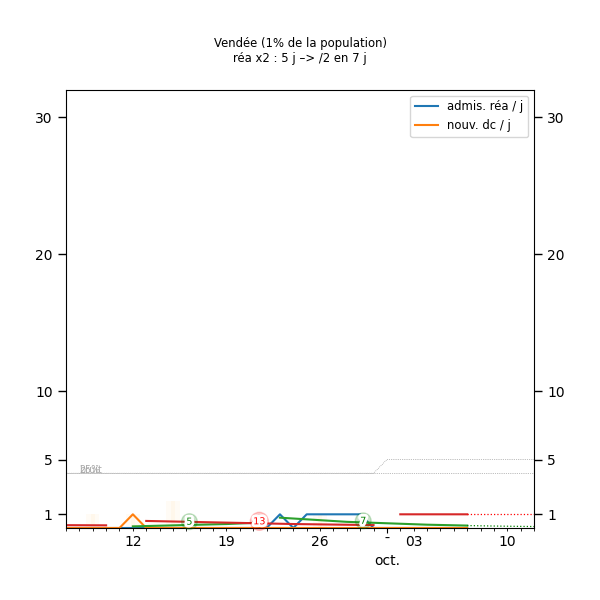 Vendée (1% de la population)
réa x2 : 5 j –> /2 en 7 j
admis. réa / j
nouv. dc / j
30 30
20 20
10 10
5 5
25%
1 5 13 7 1
12 19 26 - 03 10
oct.